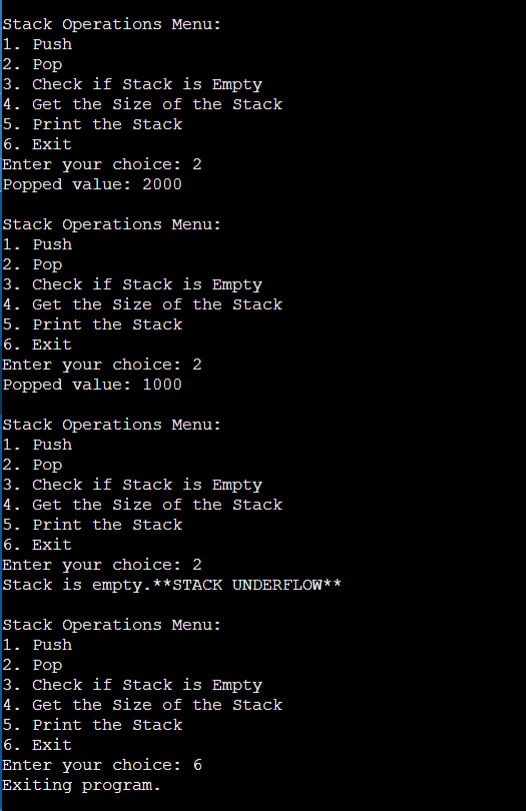 Stack Operations Menu:
1. Push
2. Pop
3. Check if Stack is Empty
4. Get the Size of the Stack
5. Print the Stack
6. Exit
Enter your choice: 2
Popped value: 2000
Stack Operations Menu:
1. Push
2. Pop
3. Check if Stack is Empty
4. Get the Size of the Stack
5. Print the Stack
6. Exit
Enter your choice: 2
Popped value: 1000
Stack Operations Menu:
1. Push
2. Pop
3. Check if Stack is Empty
4. Get the Size of the Stack
5. Print the Stack
6. Exit
Enter your choice: 2
Stack is empty.**STACK UNDERFLOW**
Stack Operations Menu:
1. Push
2. Pop
3. Check if Stack is Empty
4. Get the Size of the Stack
5. Print the Stack
6. Exit
Enter your choice: 6
Exiting program.